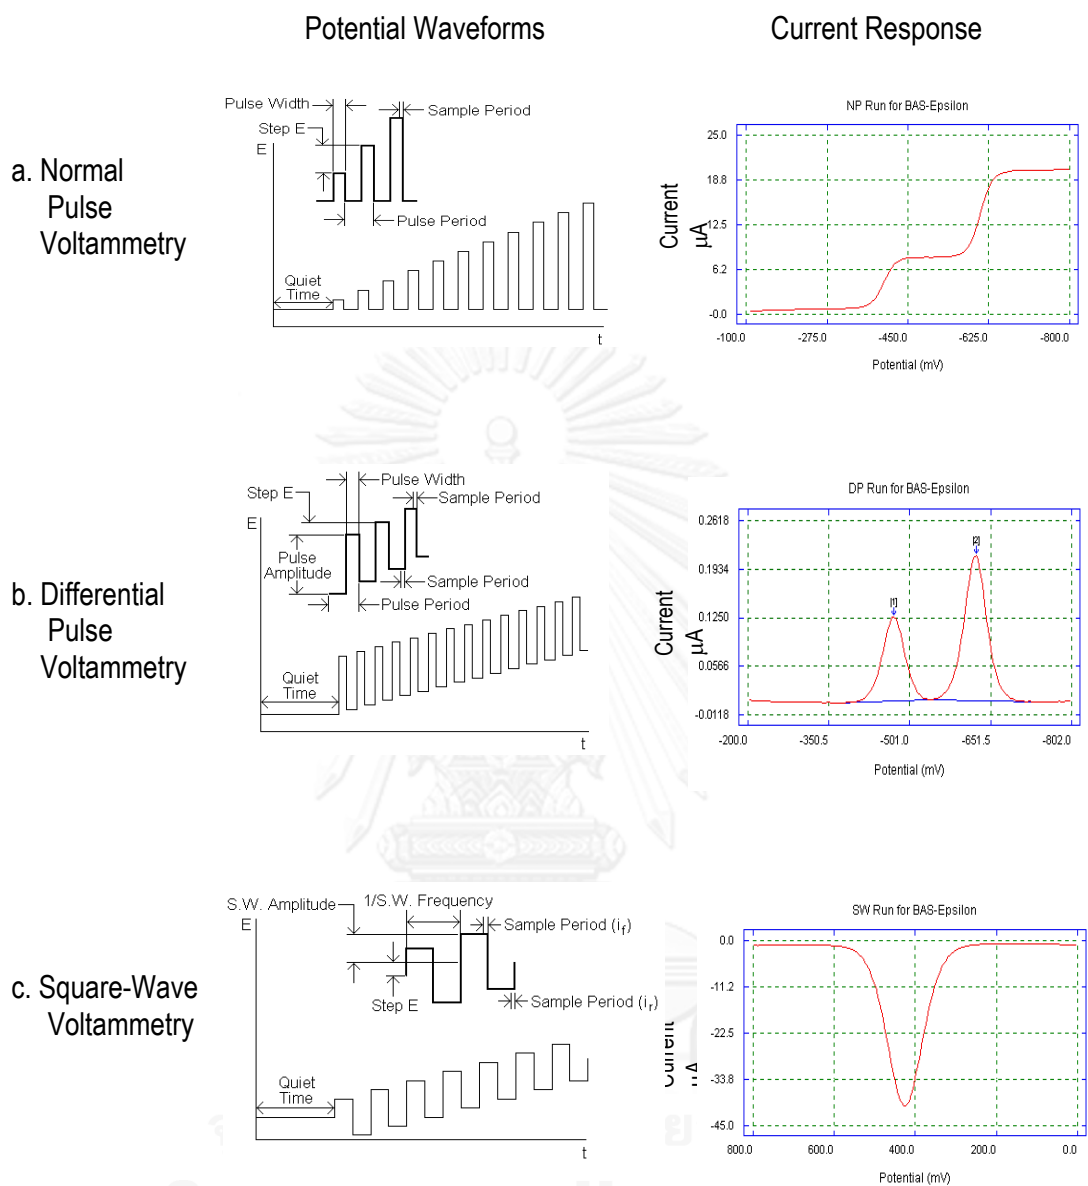 Potential Waveforms
Current Response
a. Normal
Pulse
Voltammetry
Pulse Width
Sample Period
Step E
E
Pulse Period
Quiet
Time
t
NP Run for BAS-Epsilon
Current
µA
25.0
18.8
12.5
6.2
-0.0
-100.0
-275.0
-450.0
-625.0
-800.0
Potential (mV)
b. Differential
Pulse
Voltammetry
Pulse Width
Step E
Sample Period
E
Pulse
Amplitude
Sample Period
Pulse Period
Quiet
Time
t
DP Run for BAS-Epsilon
Current
µA
0.2618
0.1934
0.1250
0.0566
-0.0118
[1]
[2]
-200.0
-350.5
-501.0
-651.5
-802.0
Potential (mV)
c. Square-Wave
Voltammetry
S.W. Amplitude
1/S.W. Frequency
E
Sample Period (if)
Step E
Sample Period (ir)
Quiet
Time
t
SW Run for BAS-Epsilon
Current
µA
0.0
-11.2
-22.5
-33.8
-45.0
800.0
600.0
400.0
200.0
0.0
Potential (mV)